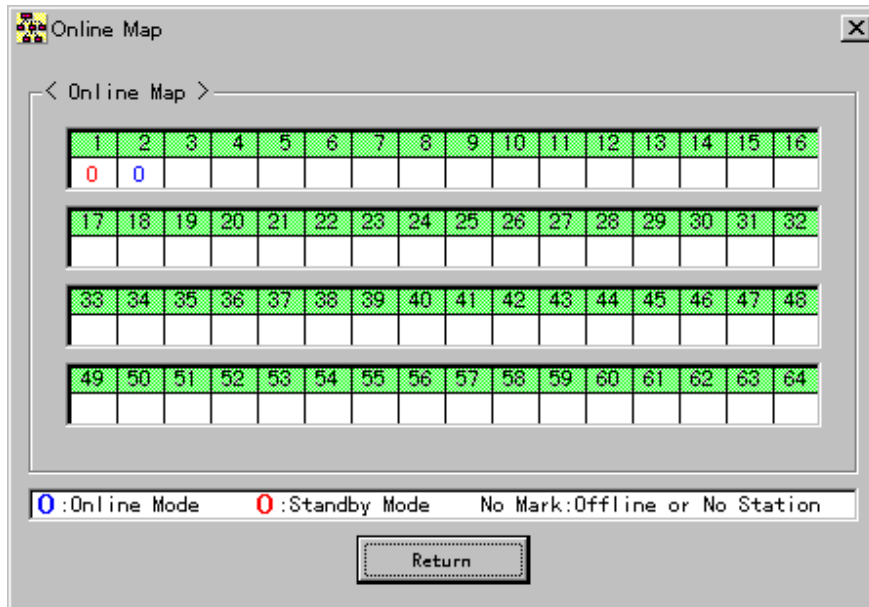 Online Map
< Online Map >
1 2 3 4 5 6 7 8 9 10 11 12 13 14 15 16
0 0
17 18 19 20 21 22 23 24 25 26 27 28 29 30 31 32
33 34 35 36 37 38 39 40 41 42 43 44 45 46 47 48
49 50 51 52 53 54 55 56 57 58 59 60 61 62 63 64
0 :Online Mode 0 :Standby Mode No Mark:Offline or No Station
Return